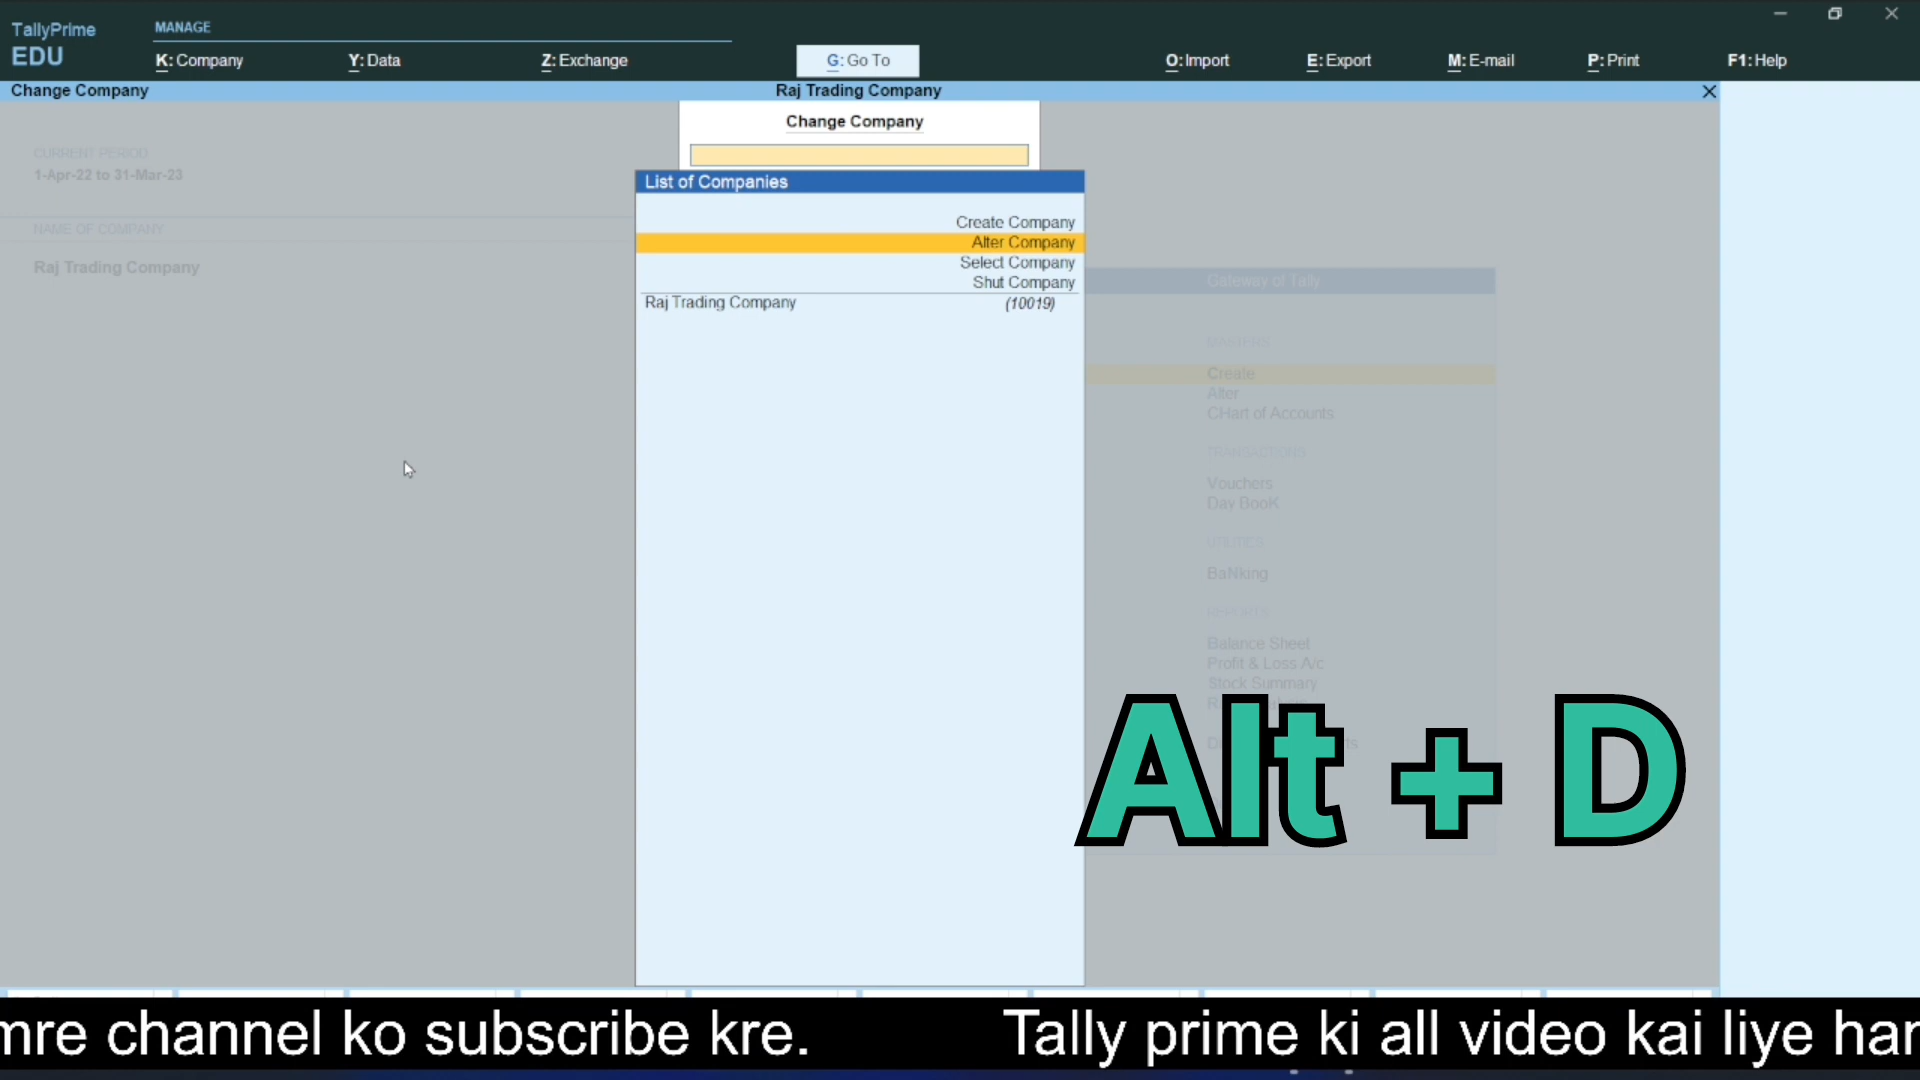 TallyPrime
EDU
MANAGE
K: Company
Y: Data
Z: Exchange
G: Go To
O: Import
E: Export
M: E-mail
P: Print
F1: Help
Change Company
Raj Trading Company
Change Company
CURRENT PERIOD
1-Apr-22 to 31-Mar-23
NAME OF COMPANY
Raj Trading Company
List of Companies
Create Company
Alter Company
Select Company
Shut Company
Raj Trading Company (10019)
Gateway of Tally
MASTERS
Create
Alter
CHart of Accounts
TRANSACTIONS
Vouchers
Day BooK
UTILITIES
BaNking
REPORTS
Balance Sheet
Profit & Loss A/c
Stock Summary
Alt + D
mre channel ko subscribe kre. Tally prime ki all video kai liye har